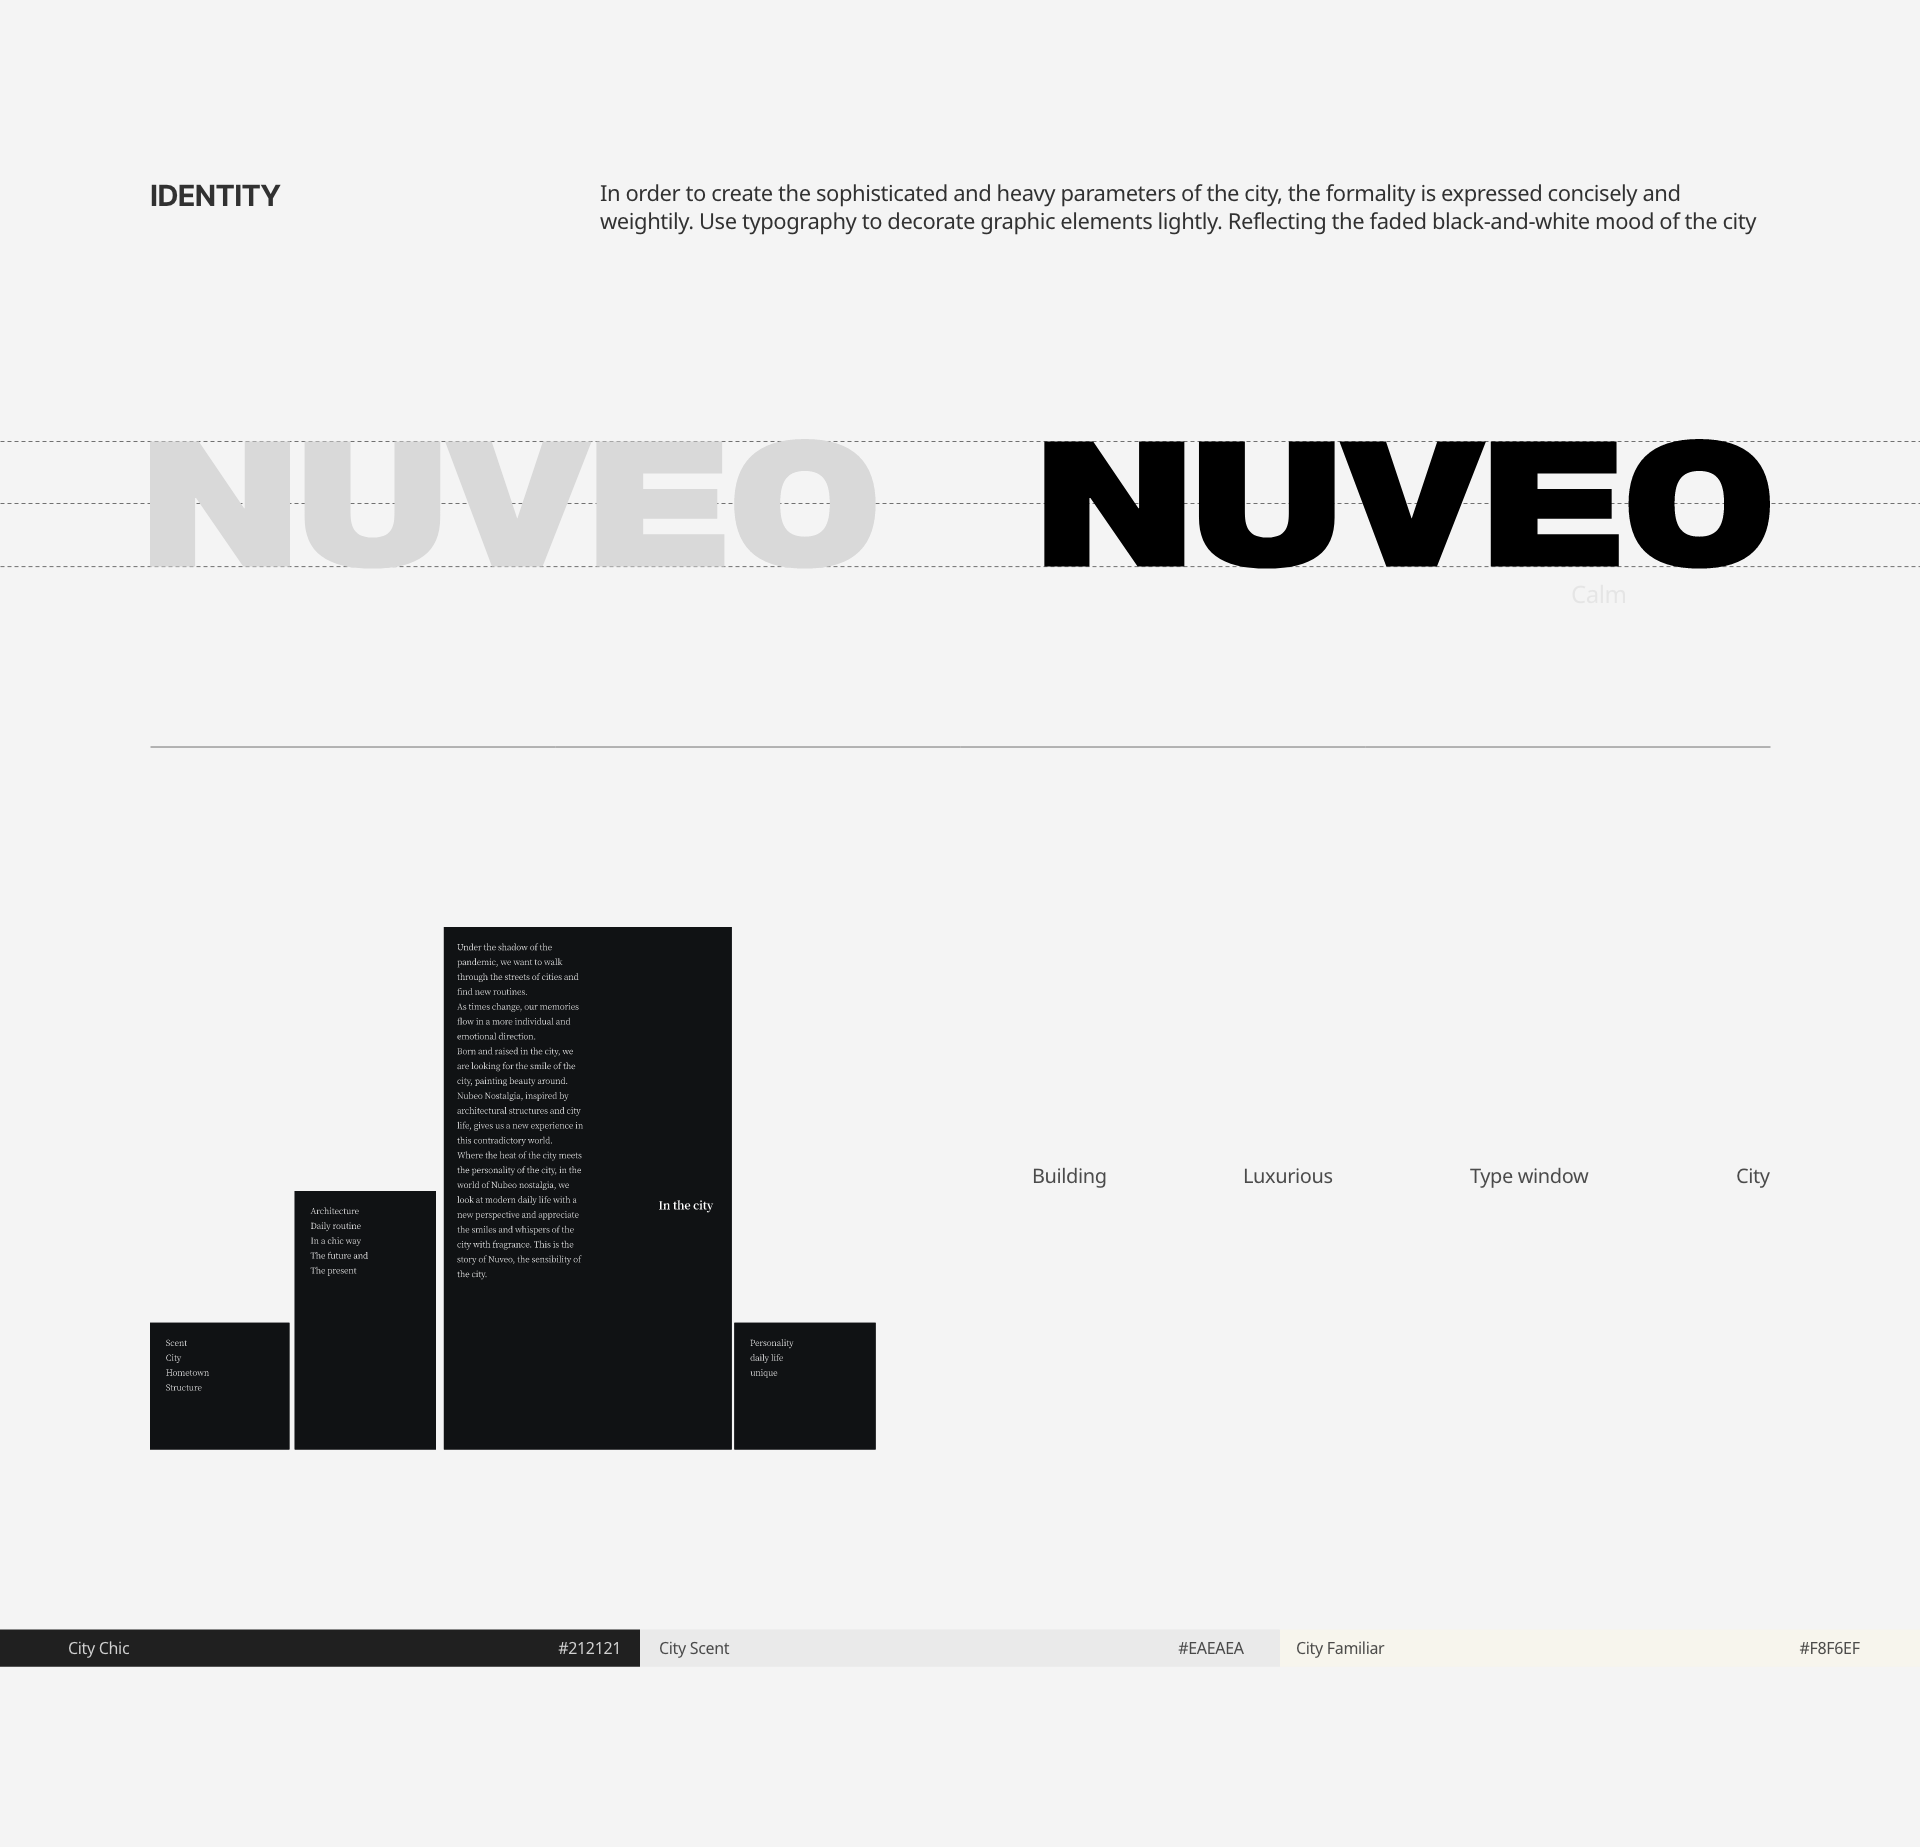 IDENTITY
In order to create the sophisticated and heavy parameters of the city, the formality is expressed concisely and
weightily. Use typography to decorate graphic elements lightly. Reflecting the faded black-and-white mood of the city
NUVEO
NUVEO
Calm
Under the shadow of the
pandemic, we want to walk
through the streets of cities and
find new routines.
As times change, our memories
flow in a more individual and
emotional direction.
Born and raised in the city, we
are looking for the smile of the
city, painting beauty around.
Nubeo Nostalgia, inspired by
architectural structures and city
life, gives us a new experience in
this contradictory world.
Where the heat of the city meets
the personality of the city, in the
world of Nubeo nostalgia, we
look at modern daily life with a
new perspective and appreciate
the smiles and whispers of the
city with fragrance. This is the
story of Nuveo, the sensibility of
the city.
In the city
Architecture
Daily routine
In a chic way
The future and
The present
Scent
City
Hometown
Structure
Personality
daily life
unique
Building
Luxurious
Type window
City
City Chic
#212121
City Scent
#EAEAEA
City Familiar
#F8F6EF